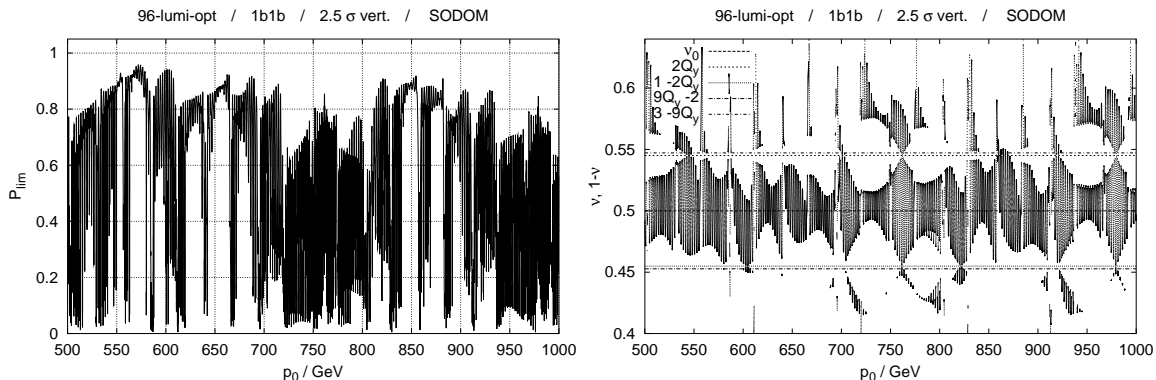 96-lumi-opt / 1b1b / 2.5 σ vert. / SODOM
P_lim
1
0.8
0.6
0.4
0.2
0
500 550 600 650 700 750 800 850 900 950 1000
p_0 / GeV
96-lumi-opt / 1b1b / 2.5 σ vert. / SODOM
ν, 1-ν
ν_0
2Q_y
1 -2Q_y
9Q_y -2
3 -9Q_y
0.6
0.55
0.5
0.45
0.4
500 550 600 650 700 750 800 850 900 950 1000
p_0 / GeV